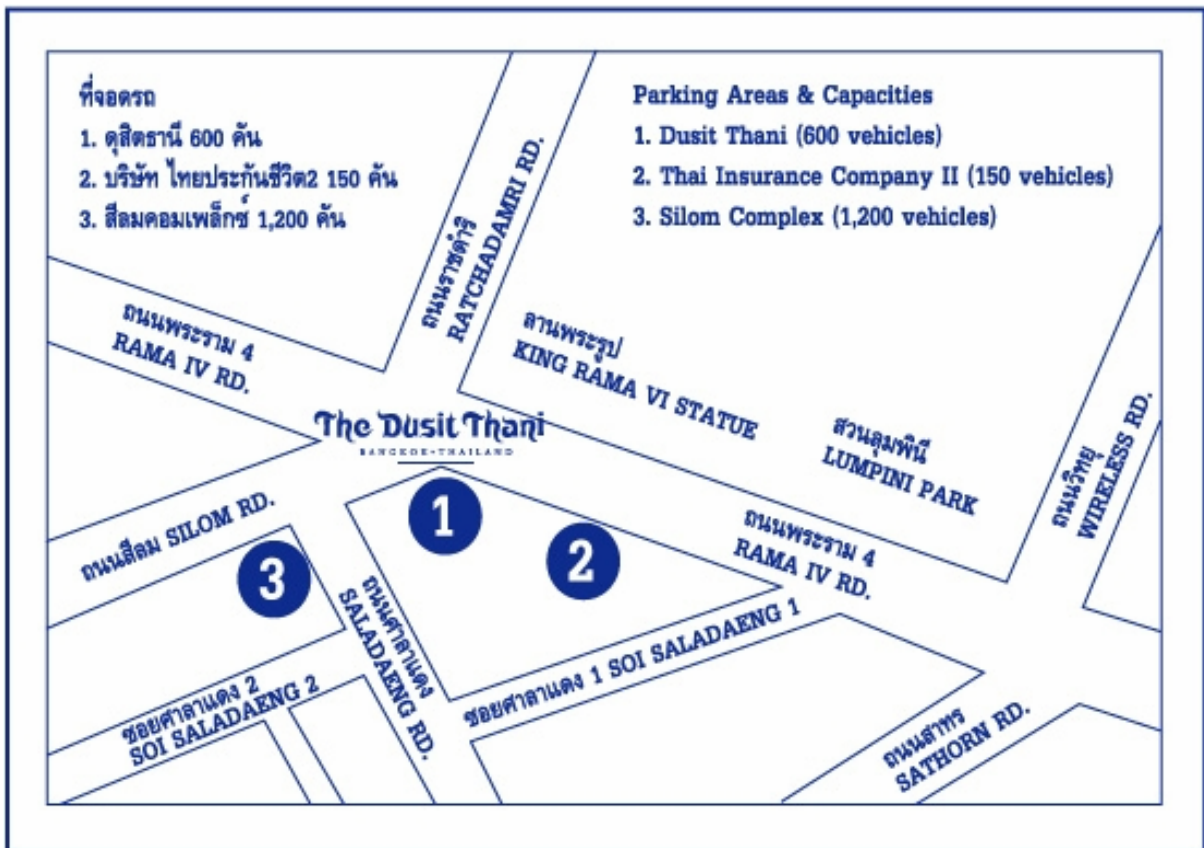 ที่จอดรถ
1. ดุสิตธานี 600 คัน
2. บริษัท ไทยประกันชีวิต2 150 คัน
3. สีลมคอมเพล็กซ์ 1,200 คัน
Parking Areas & Capacities
1. Dusit Thani (600 vehicles)
2. Thai Insurance Company II (150 vehicles)
3. Silom Complex (1,200 vehicles)
ถนนราชดำริ
RATCHADAMRI RD.
ถนนพระราม 4
RAMA IV RD.
ลานพระรูป
KING RAMA VI STATUE
สวนลุมพินี
LUMPINI PARK
ถนนวิทยุ
WIRELESS RD.
The Dusit Thani
BANGKOK • THAILAND
1
2
3
ถนนสีลม SILOM RD.
ถนนพระราม 4
RAMA IV RD.
ถนนศาลาแดง
SALADAENG RD.
ซอยศาลาแดง 1 SOI SALADAENG 1
ซอยศาลาแดง 2
SOI SALADAENG 2
ถนนสาทร
SATHORN RD.